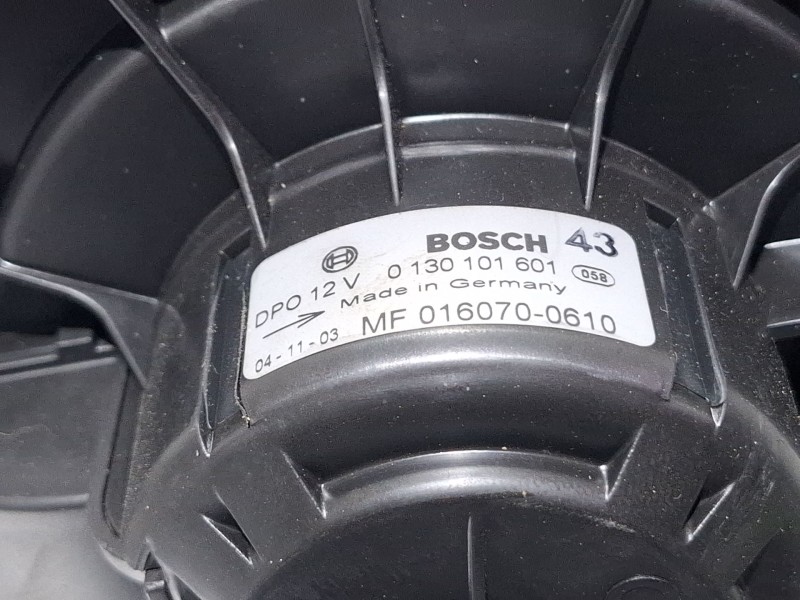 BOSCH 43
DPO 12 V 0 130 101 601 058
Made in Germany
MF 016070-0610
04-11-03